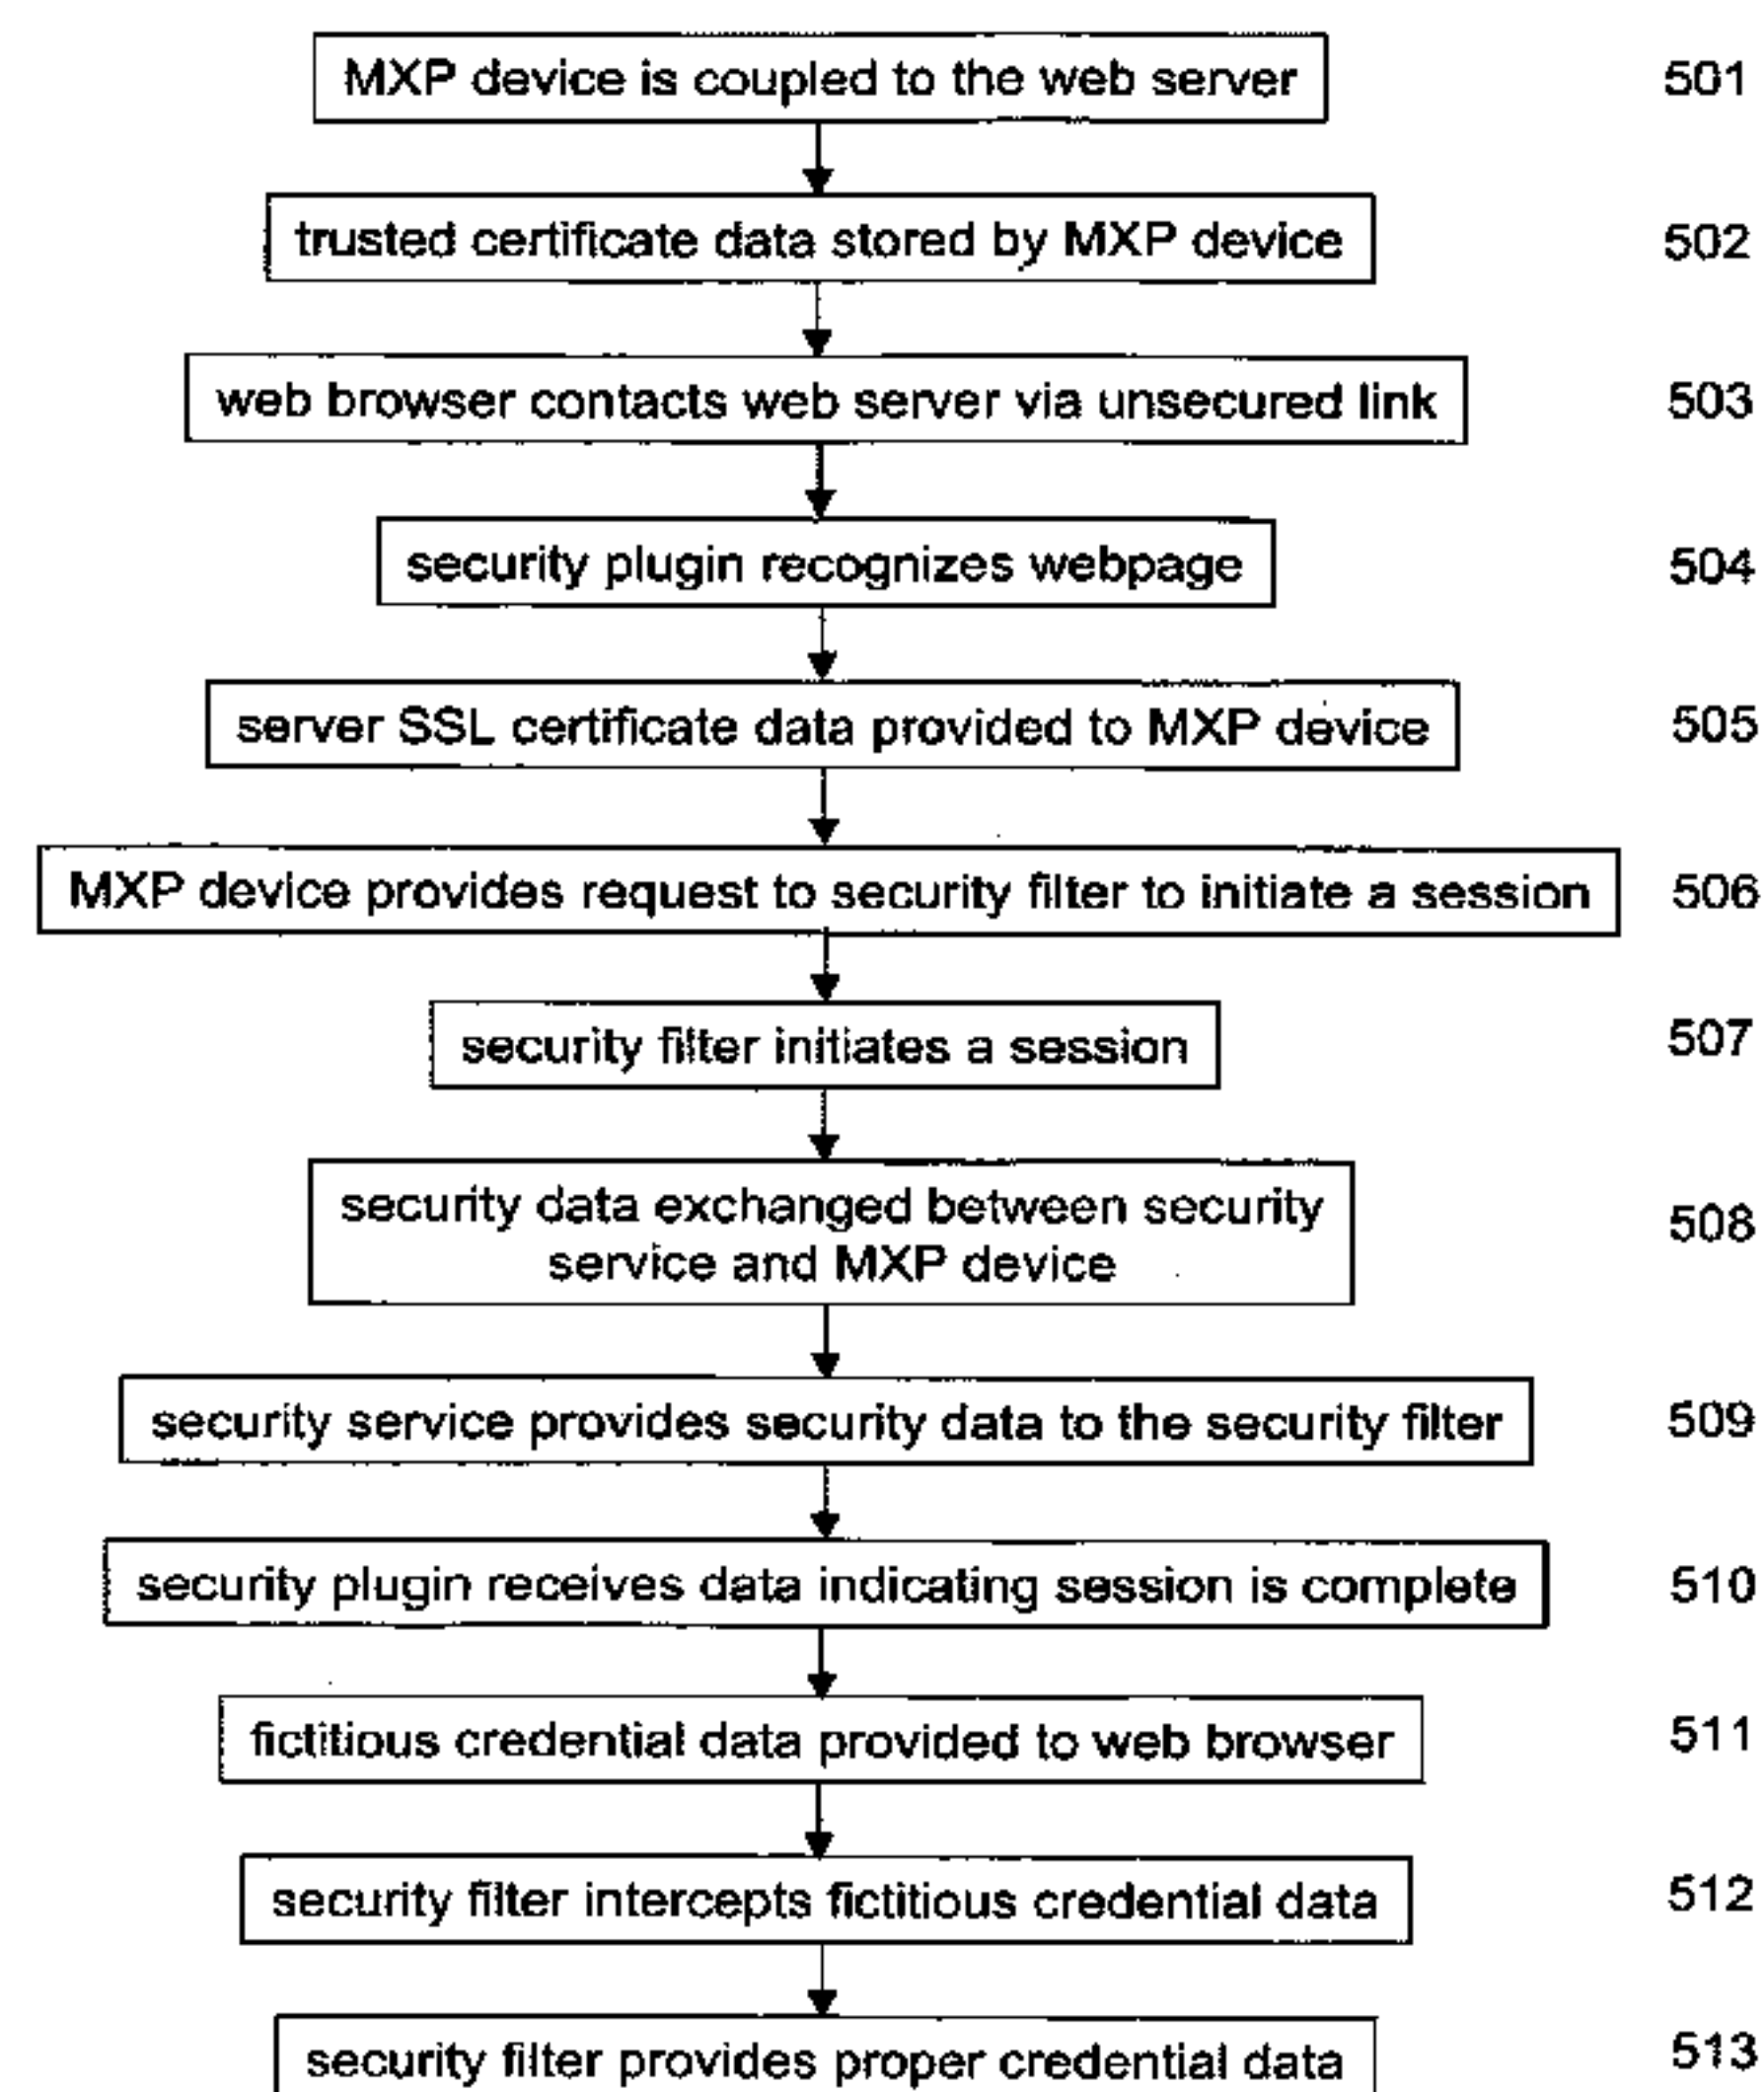 MXP device is coupled to the web server 501
trusted certificate data stored by MXP device 502
web browser contacts web server via unsecured link 503
security plugin recognizes webpage 504
server SSL certificate data provided to MXP device 505
MXP device provides request to security filter to initiate a session 506
security filter initiates a session 507
security data exchanged between security
service and MXP device 508
security service provides security data to the security filter 509
security plugin receives data indicating session is complete 510
fictitious credential data provided to web browser 511
security filter intercepts fictitious credential data 512
security filter provides proper credential data 513